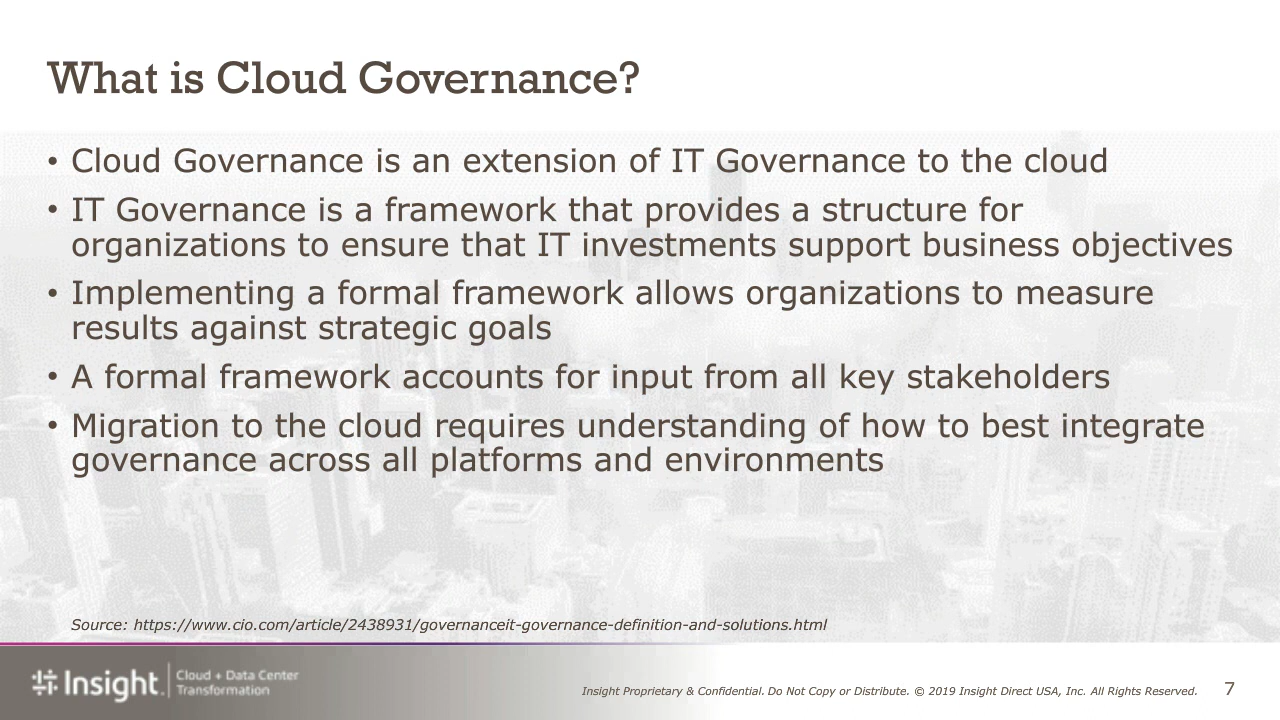 What is Cloud Governance?
• Cloud Governance is an extension of IT Governance to the cloud
• IT Governance is a framework that provides a structure for
organizations to ensure that IT investments support business objectives
• Implementing a formal framework allows organizations to measure
results against strategic goals
• A formal framework accounts for input from all key stakeholders
• Migration to the cloud requires understanding of how to best integrate
governance across all platforms and environments
Source: https://www.cio.com/article/2438931/governanceit-governance-definition-and-solutions.html
Insight.
Cloud + Data Center
Transformation
Insight Proprietary & Confidential. Do Not Copy or Distribute. © 2019 Insight Direct USA, Inc. All Rights Reserved.
7